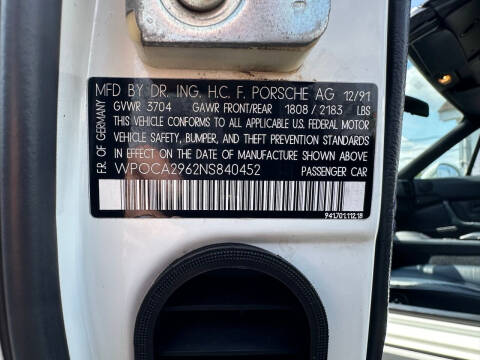 MFD BY DR. ING. H.C. F. PORSCHE AG 12/91
GVWR 3704 GAWR FRONT/REAR 1808/2183 LBS
THIS VEHICLE CONFORMS TO ALL APPLICABLE U.S. FEDERAL MOTOR
VEHICLE SAFETY, BUMPER, AND THEFT PREVENTION STANDARDS
IN EFFECT ON THE DATE OF MANUFACTURE SHOWN ABOVE
WPOCA2962NS840452 PASSENGER CAR
F.R. OF GERMANY
941.701.112.18